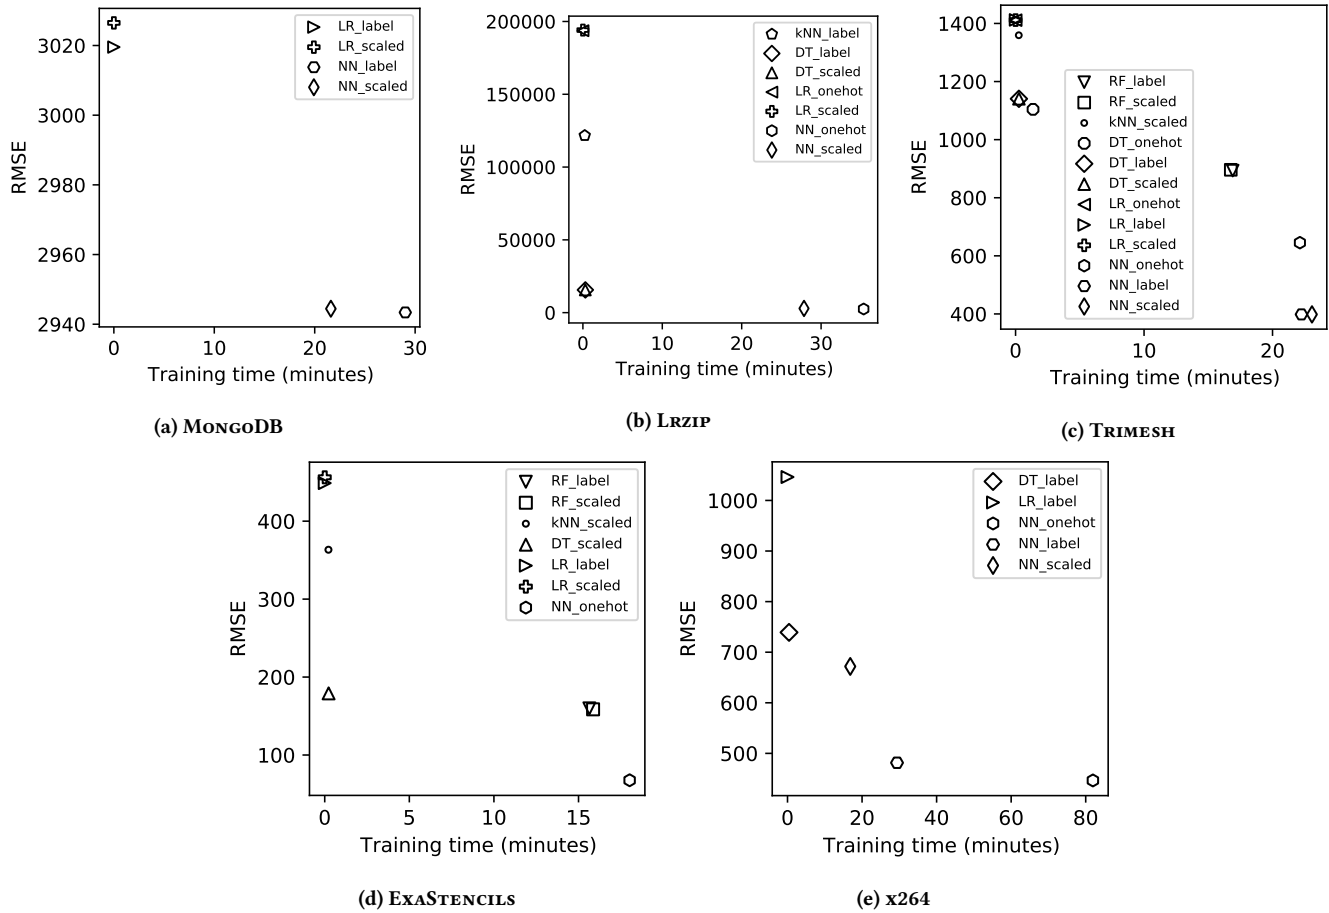 3020
3000
2980
2960
2940
RMSE
LR_label
LR_scaled
NN_label
NN_scaled
0 10 20 30
Training time (minutes)
(a) MongoDB
200000
150000
100000
50000
0
RMSE
kNN_label
DT_label
DT_scaled
LR_onehot
LR_scaled
NN_onehot
NN_scaled
0 10 20 30
Training time (minutes)
(b) Lrzip
1400
1200
1000
800
600
400
RMSE
RF_label
RF_scaled
kNN_scaled
DT_onehot
DT_label
DT_scaled
LR_onehot
LR_label
LR_scaled
NN_onehot
NN_label
NN_scaled
0 10 20
Training time (minutes)
(c) Trimesh
400
300
200
100
RMSE
RF_label
RF_scaled
kNN_scaled
DT_scaled
LR_label
LR_scaled
NN_onehot
0 5 10 15
Training time (minutes)
(d) ExaStencils
1000
900
800
700
600
500
RMSE
DT_label
LR_label
NN_onehot
NN_label
NN_scaled
0 20 40 60 80
Training time (minutes)
(e) x264